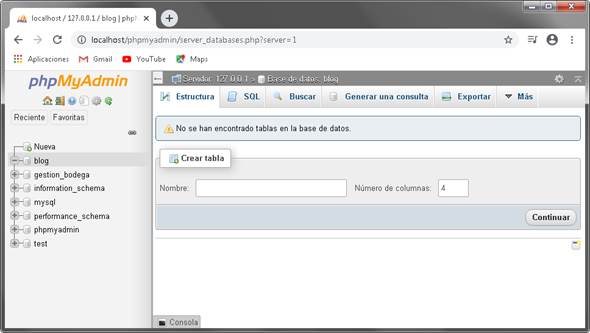 localhost / 127.0.0.1 / blog | phpM
localhost/phpmyadmin/server_databases.php?server=1
Aplicaciones Gmail YouTube Maps
phpMyAdmin
Reciente Favoritas
Nueva
blog
gestion_bodega
information_schema
mysql
performance_schema
phpmyadmin
test
Servidor: 127.0.0.1 » Base de datos: blog
Estructura SQL Buscar Generar una consulta Exportar Más
No se han encontrado tablas en la base de datos.
Crear tabla
Nombre: Número de columnas: 4
Continuar
Consola